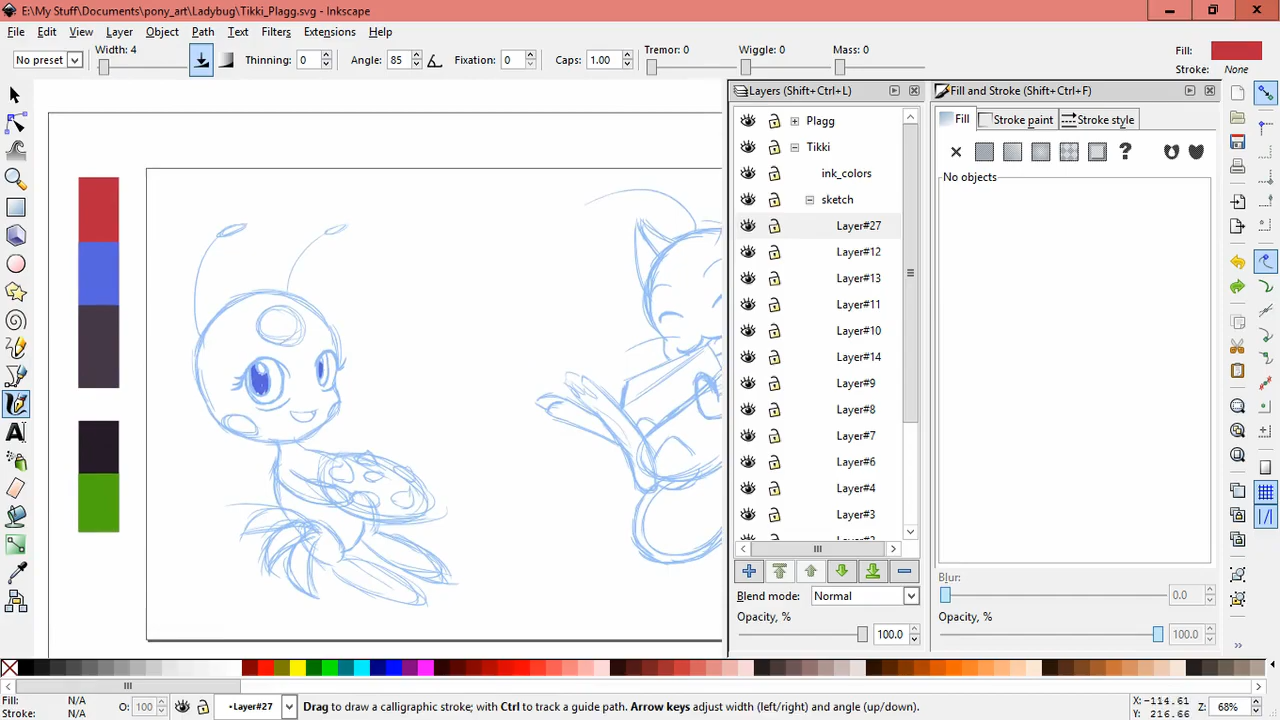 E:\My Stuff\Documents\pony_art\Ladybug\Tikki_Plagg.svg - Inkscape
File Edit View Layer Object Path Filters Text Extensions Help
No preset Width: 4 Thinning: 0 Angle: 85 Fixation: 0 Caps: 1.00 Tremor: 0 Wiggle: 0 Mass: 0 Fill:
Stroke: None
Layers (Shift+Ctrl+L) Fill and Stroke (Shift+Ctrl+F)
Plagg Fill Stroke paint Stroke style
Tikki
ink_colors
No objects
sketch
Layer#27
Layer#12
Layer#13
Layer#11
Layer#10
Layer#14
Layer#9
Layer#8
Layer#7
Layer#6
Layer#4
Layer#3
Blend mode: Normal
Blur: 0.0
Opacity, % 100.0
Opacity, % 100.0
Fill: N/A
Stroke: N/A
O: 100 •Layer#27 Drag to draw a calligraphic stroke; with Ctrl to track a guide path. Arrow keys adjust width (left/right) and angle (up/down).
X: -114.61
Y: 216.66
Z: 68%